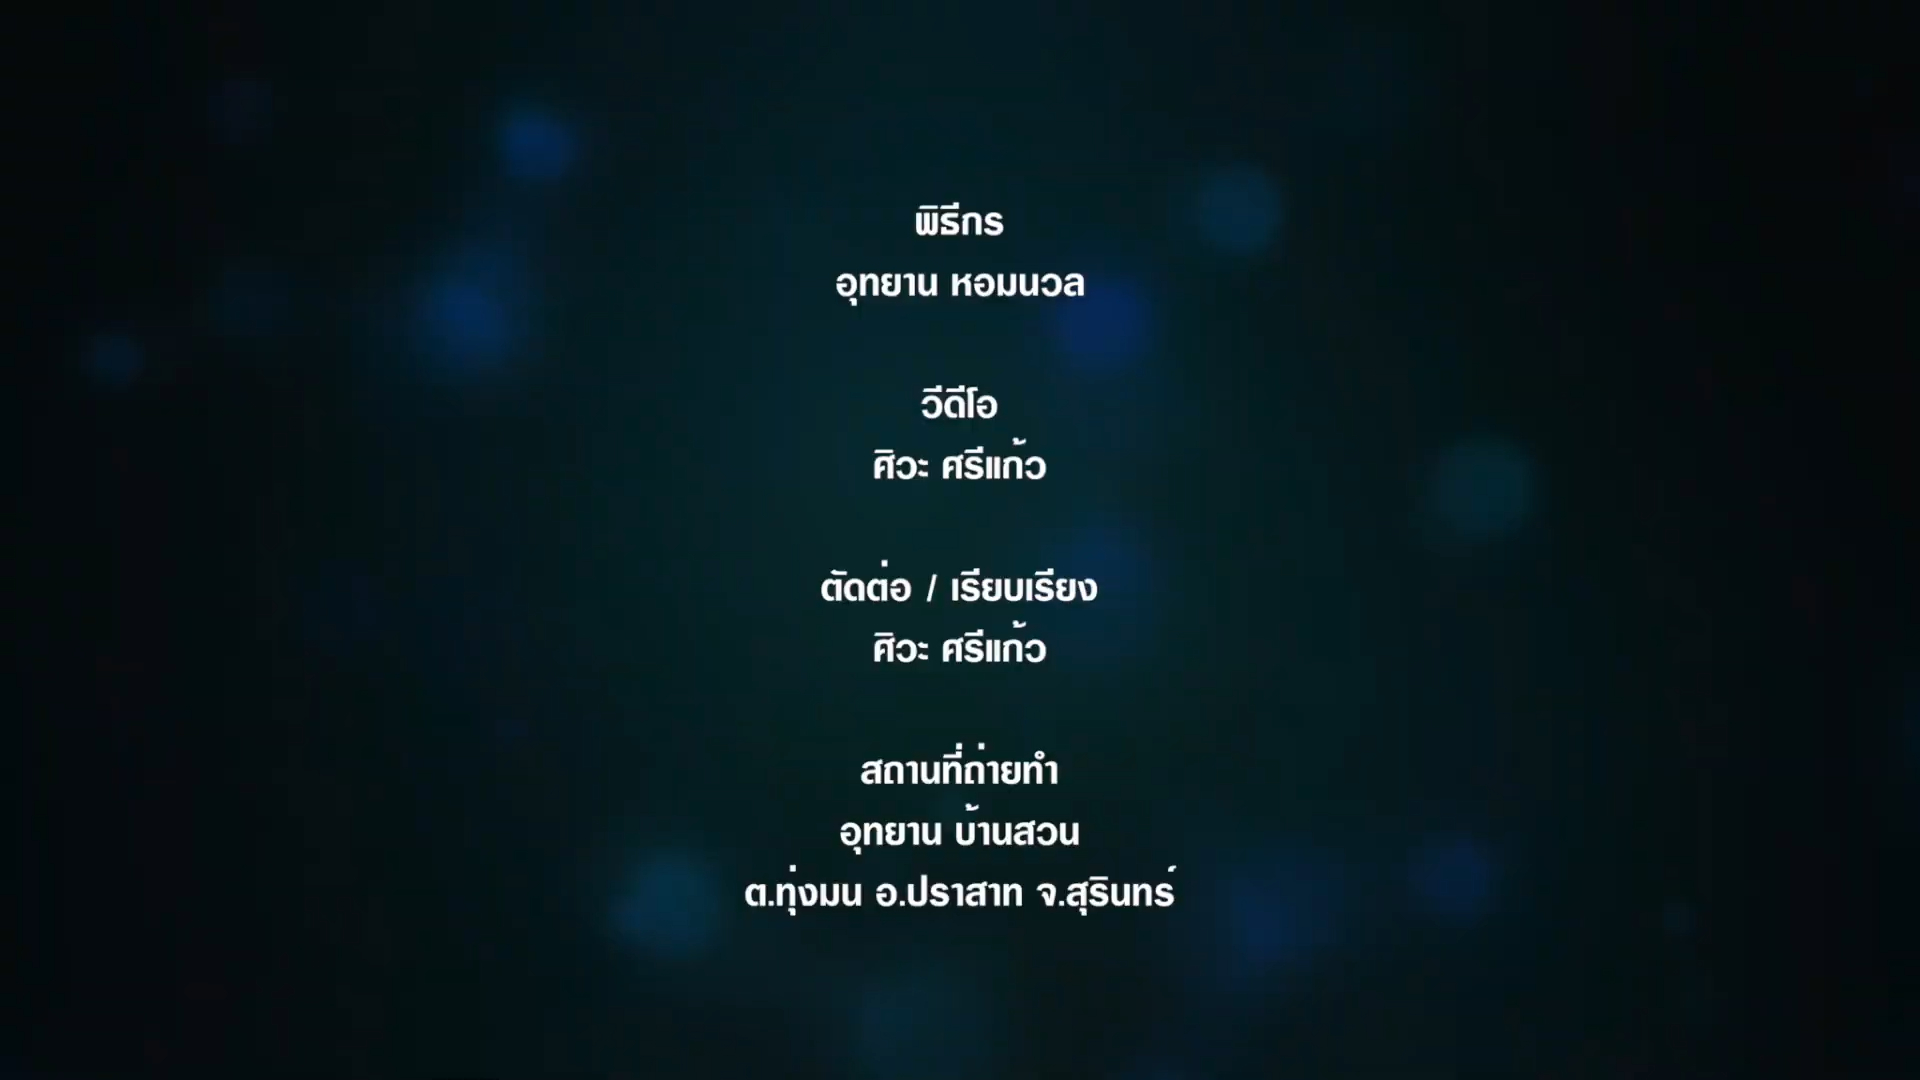 พิธีกร
อุทยาน หอมนวล
วีดีโอ
ศิวะ ศรีแก้ว
ตัดต่อ / เรียบเรียง
ศิวะ ศรีแก้ว
สถานที่ถ่ายทำ
อุทยาน บ้านสวน
ต.ทุ่งมน อ.ปราสาท จ.สุรินทร์